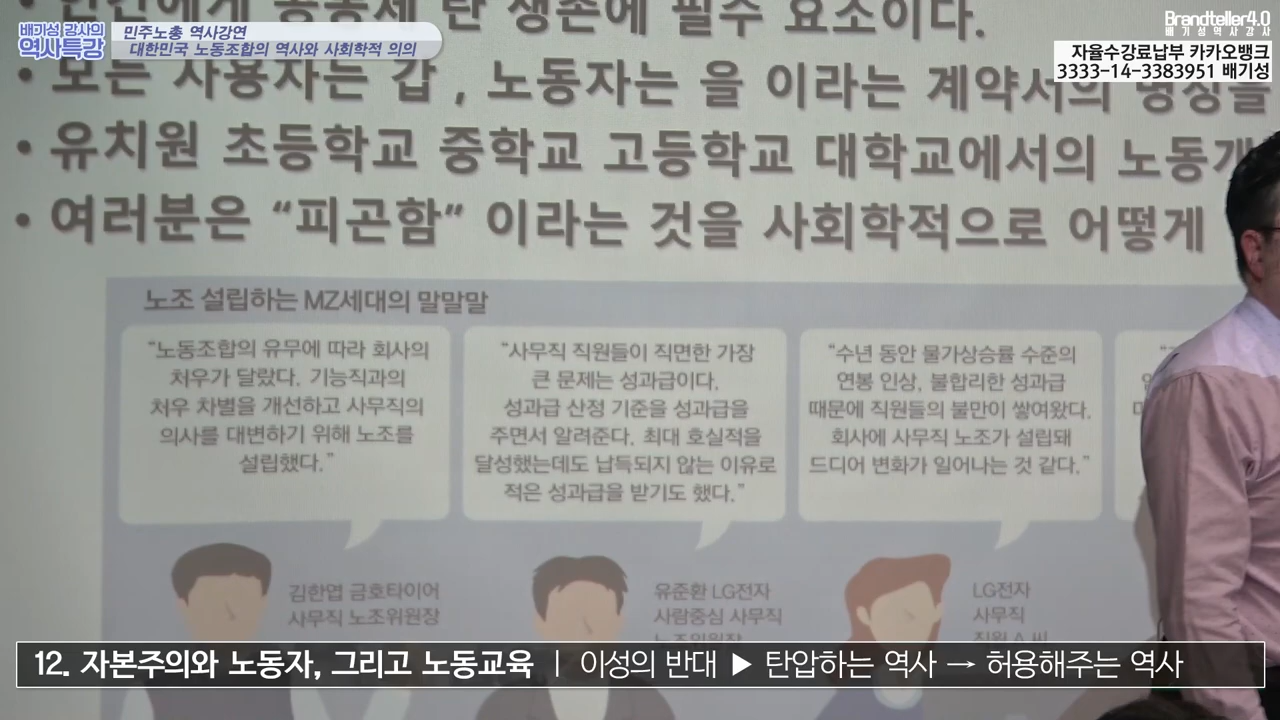 배기성 강사의
역사특강
민주노총 역사강연
대한민국 노동조합의 역사와 사회학적 의의
Brandteller4.0
배기성역사강사
자율수강료납부 카카오뱅크
3333-14-3383951 배기성
생존에 필수 요소이다.
• 모든 사용자는 갑 , 노동자는 을 이라는 계약서의 명칭을
• 유치원 초등학교 중학교 고등학교 대학교에서의
• 여러분은 “피곤함” 이라는 것을 사회학적으로 어떻게
노조 설립하는 MZ세대의 말말말
“노동조합의 유무에 따라 회사의
처우가 달랐다. 기능직과의
처우 차별을 개선하고 사무직의
의사를 대변하기 위해 노조를
설립했다.”
“사무직 직원들이 직면한 가장
큰 문제는 성과급이다.
성과급 산정 기준을 성과급을
주면서 알려준다. 최대 호실적을
달성했는데도 납득되지 않는 이유로
적은 성과급을 받기도 했다.”
“수년 동안 물가상승률 수준의
연봉 인상, 불합리한 성과급
때문에 직원들의 불만이 쌓여왔다.
회사에 사무직 노조가 설립돼
드디어 변화가 일어나는 것 같다.”
김한엽 금호타이어
사무직 노조위원장
유준환 LG전자
사람중심 사무직
노조위원장
LG전자
사무직
직원 A 씨
12. 자본주의와 노동자, 그리고 노동교육 | 이성의 반대 ▶ 탄압하는 역사 → 허용해주는 역사